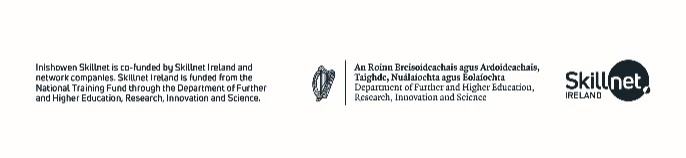 Inishowen Skillnet is co-funded by Skillnet Ireland and
network companies. Skillnet Ireland is funded from the
National Training Fund through the Department of Further
and Higher Education, Research, Innovation and Science.
An Roinn Breisoideachais agus Ardoideachais,
Taighde, Nuálaíochta agus Eolaíochta
Department of Further and Higher Education,
Research, Innovation and Science
Skillnet
IRELAND